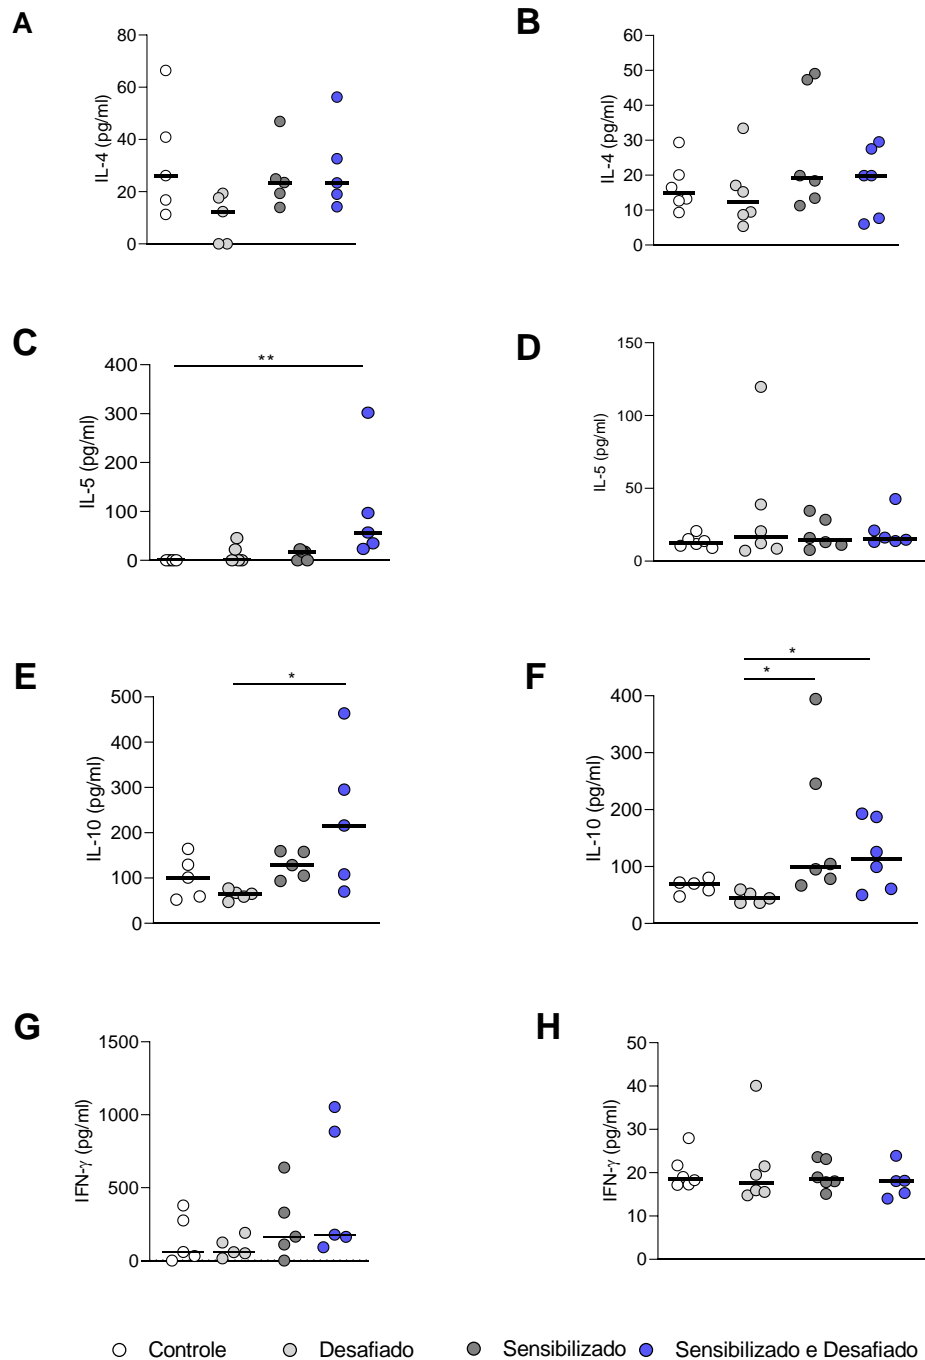 A
IL-4 (pg/ml)
80
60
40
20
0
B
IL-4 (pg/ml)
60
50
40
30
20
10
0
C
IL-5 (pg/ml)
400
300
200
100
0
**
D
IL-5 (pg/ml)
150
100
50
0
E
IL-10 (pg/ml)
500
400
300
200
100
0
*
F
IL-10 (pg/ml)
400
300
200
100
0
*
*
G
IFN-γ (pg/ml)
1500
1000
500
0
H
IFN-γ (pg/ml)
50
40
30
20
10
0
Controle Desafiado Sensibilizado Sensibilizado e Desafiado